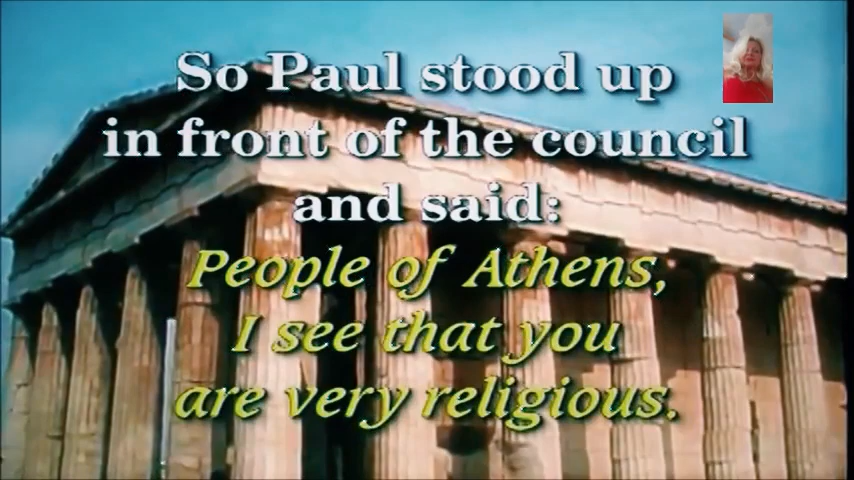 So Paul stood up
in front of the council
and said:
People of Athens,
I see that you
are very religious.